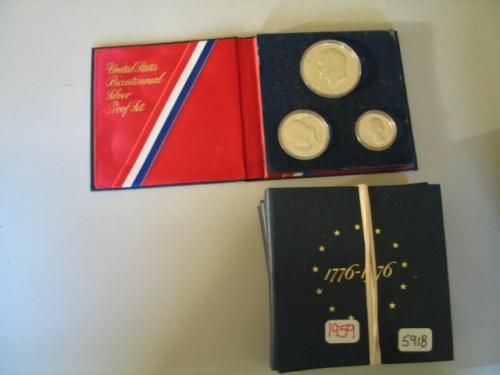 United States
Bicentennial
Silver
Proof Set
1776-1976
1959
5918